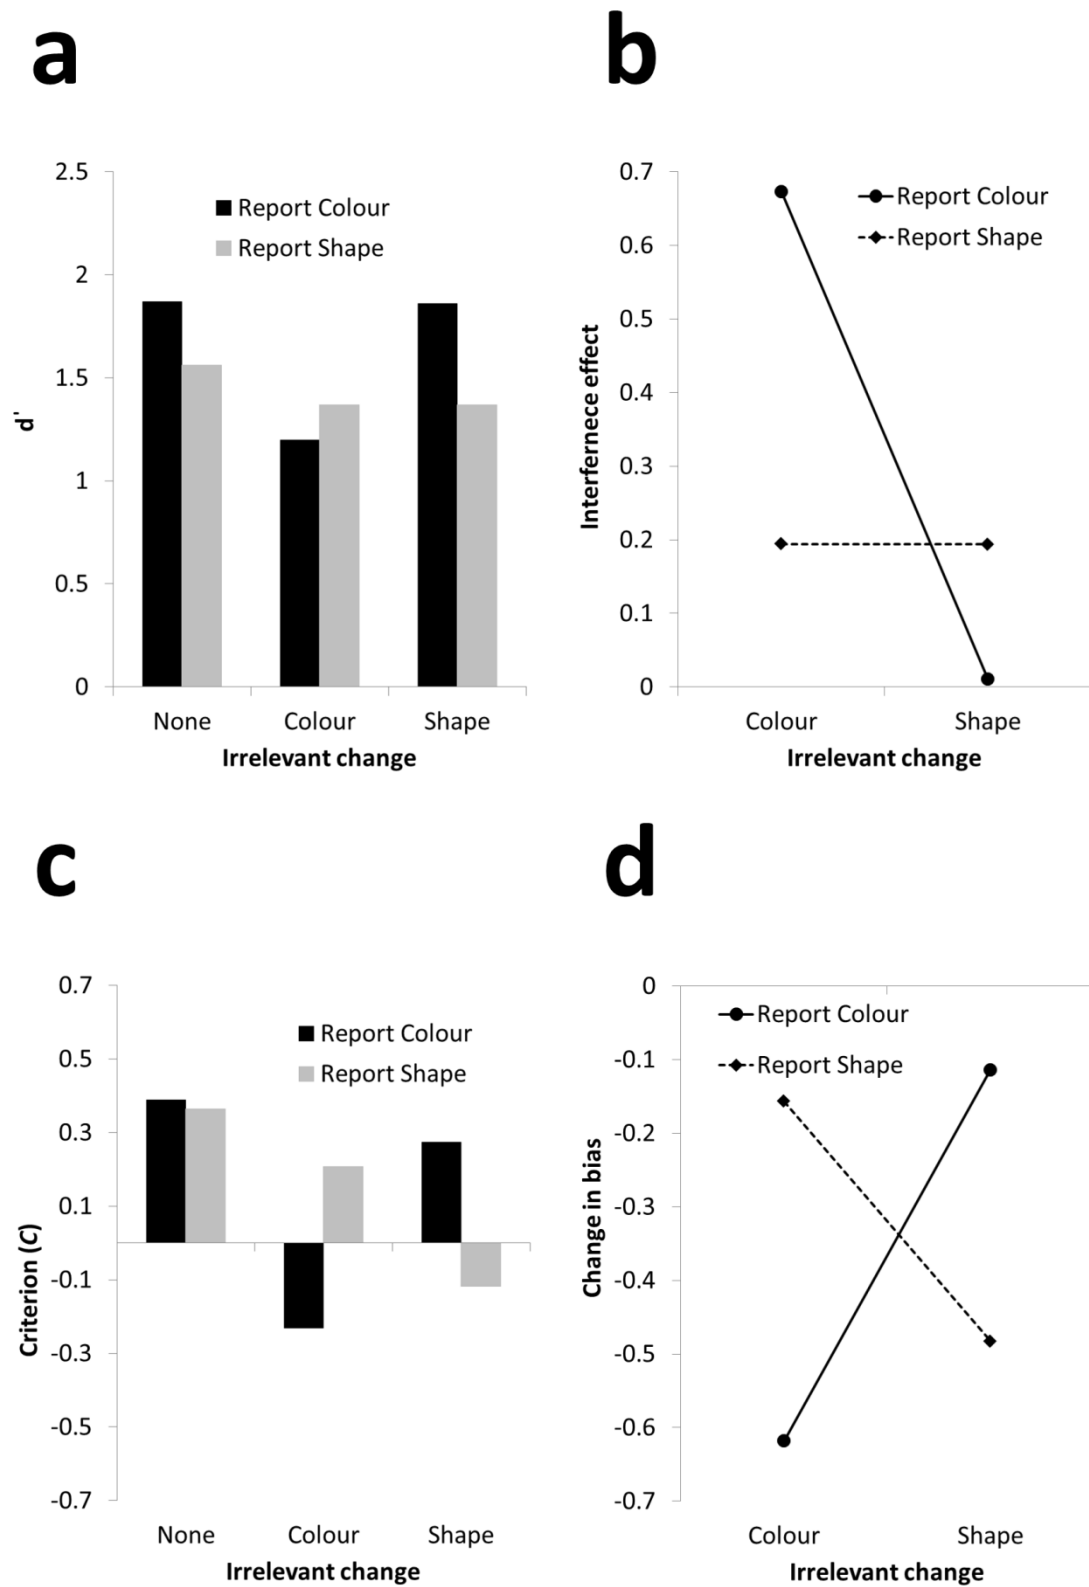 a
2.5
2
1.5
1
0.5
0
d'
Report Colour
Report Shape
None
Colour
Shape
Irrelevant change
b
0.7
0.6
0.5
0.4
0.3
0.2
0.1
0
Interfernece effect
Report Colour
Report Shape
Colour
Shape
Irrelevant change
c
0.7
0.5
0.3
0.1
-0.1
-0.3
-0.5
-0.7
Criterion (C)
Report Colour
Report Shape
None
Colour
Shape
Irrelevant change
d
0
-0.1
-0.2
-0.3
-0.4
-0.5
-0.6
-0.7
Change in bias
Report Colour
Report Shape
Colour
Shape
Irrelevant change